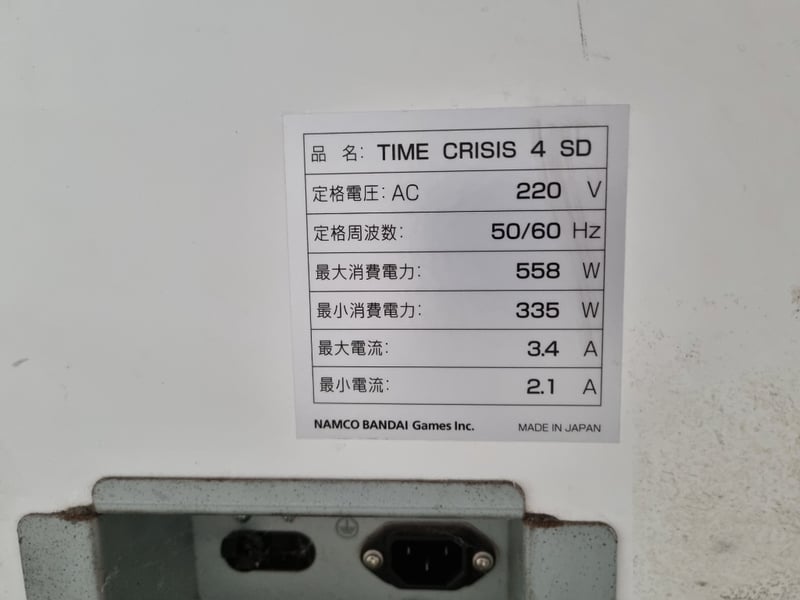 品 名: TIME CRISIS 4 SD
定格電圧: AC 220 V
定格周波数: 50/60 Hz
最大消費電力: 558 W
最小消費電力: 335 W
最大電流: 3.4 A
最小電流: 2.1 A
NAMCO BANDAI Games Inc. MADE IN JAPAN